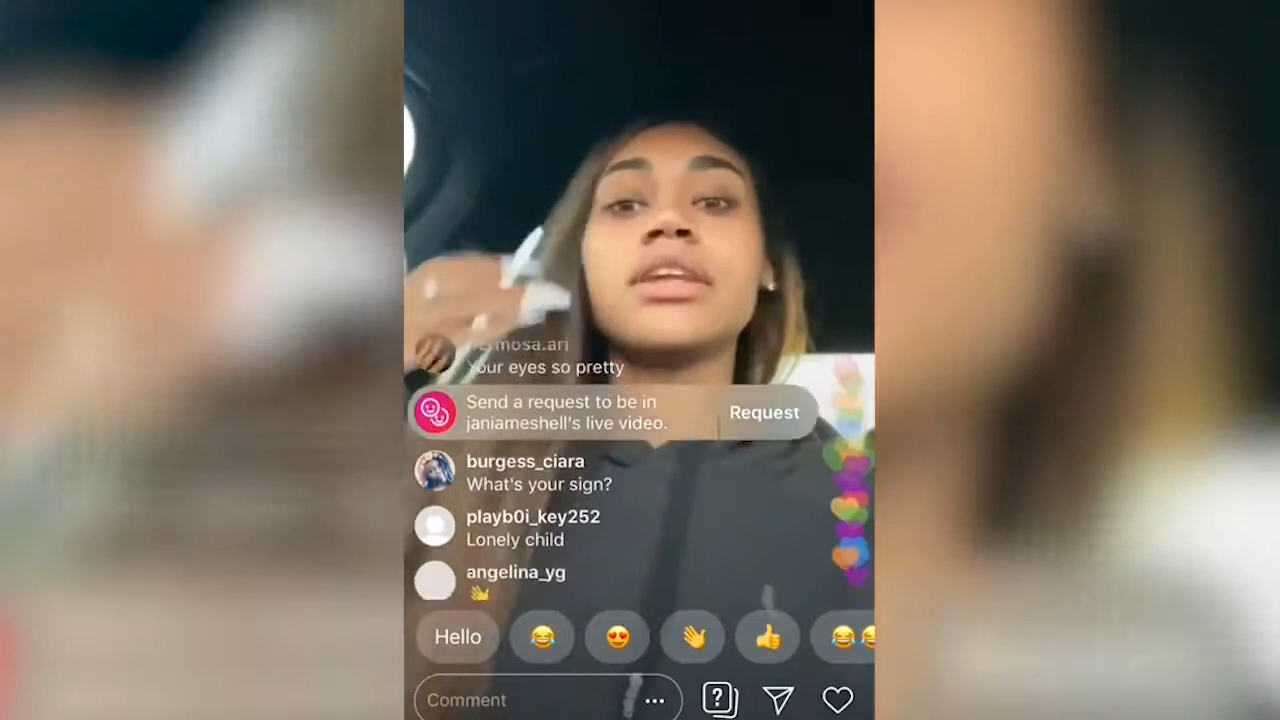 Your eyes so pretty
Send a request to be in
janiameshell's live video.
Request
burgess_ciara
What's your sign?
playb0i_key252
Lonely child
angelina_yg
👋
Hello
😂
😍
👋
👍
😂😂
Comment
?